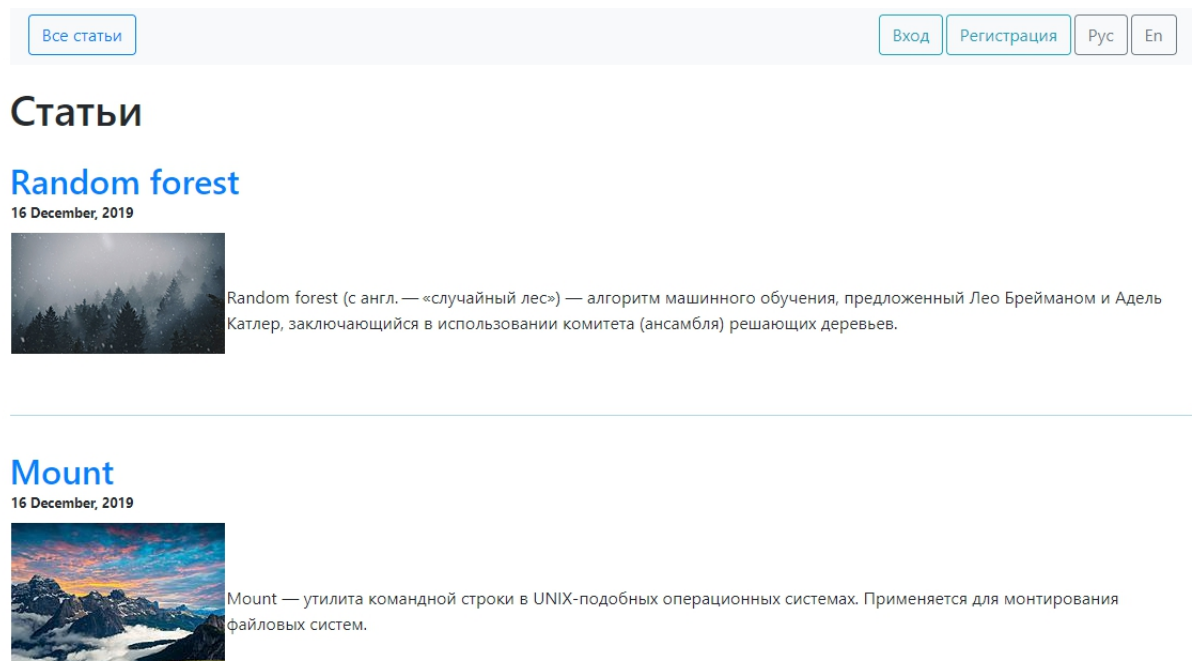 Все статьи Вход Регистрация Рус En
Статьи
Random forest
16 December, 2019
Random forest (с англ. — «случайный лес») — алгоритм машинного обучения, предложенный Лео Брейманом и Адель
Катлер, заключающийся в использовании комитета (ансамбля) решающих деревьев.
Mount
16 December, 2019
Mount — утилита командной строки в UNIX-подобных операционных системах. Применяется для монтирования
файловых систем.